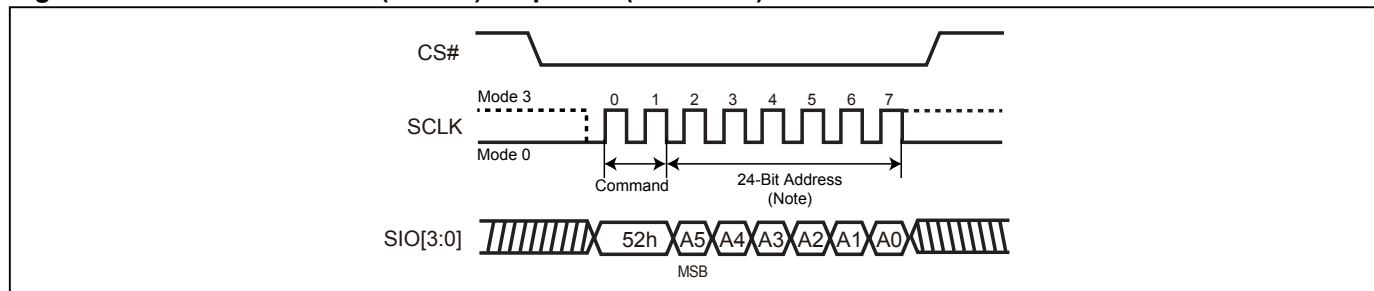 CS#
Mode 3
0 1 2 3 4 5 6 7
SCLK
Mode 0
Command
24-Bit Address
(Note)
SIO[3:0]
52h A5 A4 A3 A2 A1 A0
MSB